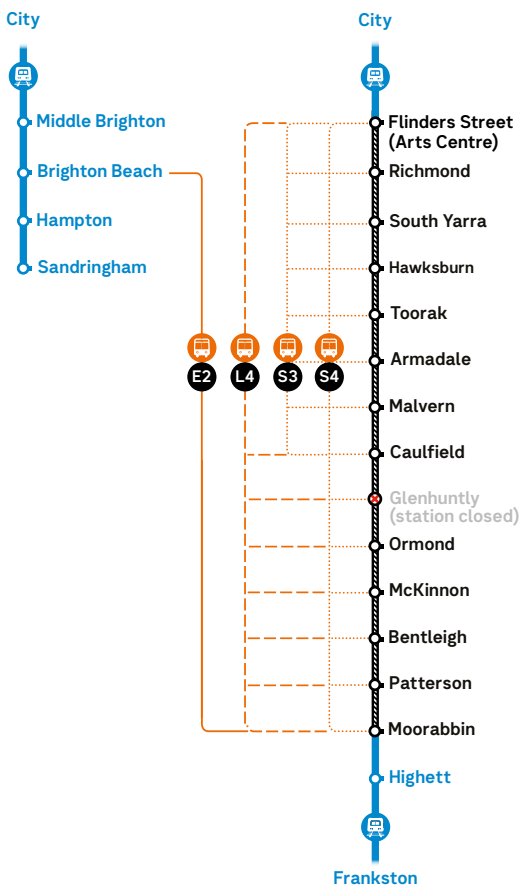 City
Middle Brighton
Brighton Beach
Hampton
Sandringham
City
Flinders Street
(Arts Centre)
Richmond
South Yarra
Hawksburn
Toorak
Armadale
Malvern
Caulfield
Glenhuntly
(station closed)
Ormond
McKinnon
Bentleigh
Patterson
Moorabbin
Highett
Frankston
E2
L4
S3
S4